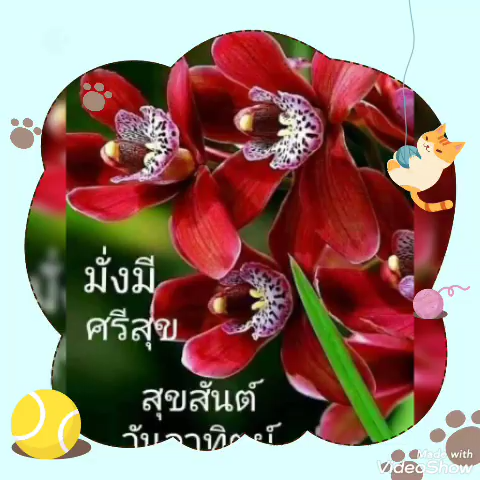 มั่งมี
ศรีสุข
สุขสันต์
วันอาทิตย์
Made with
VideoShow